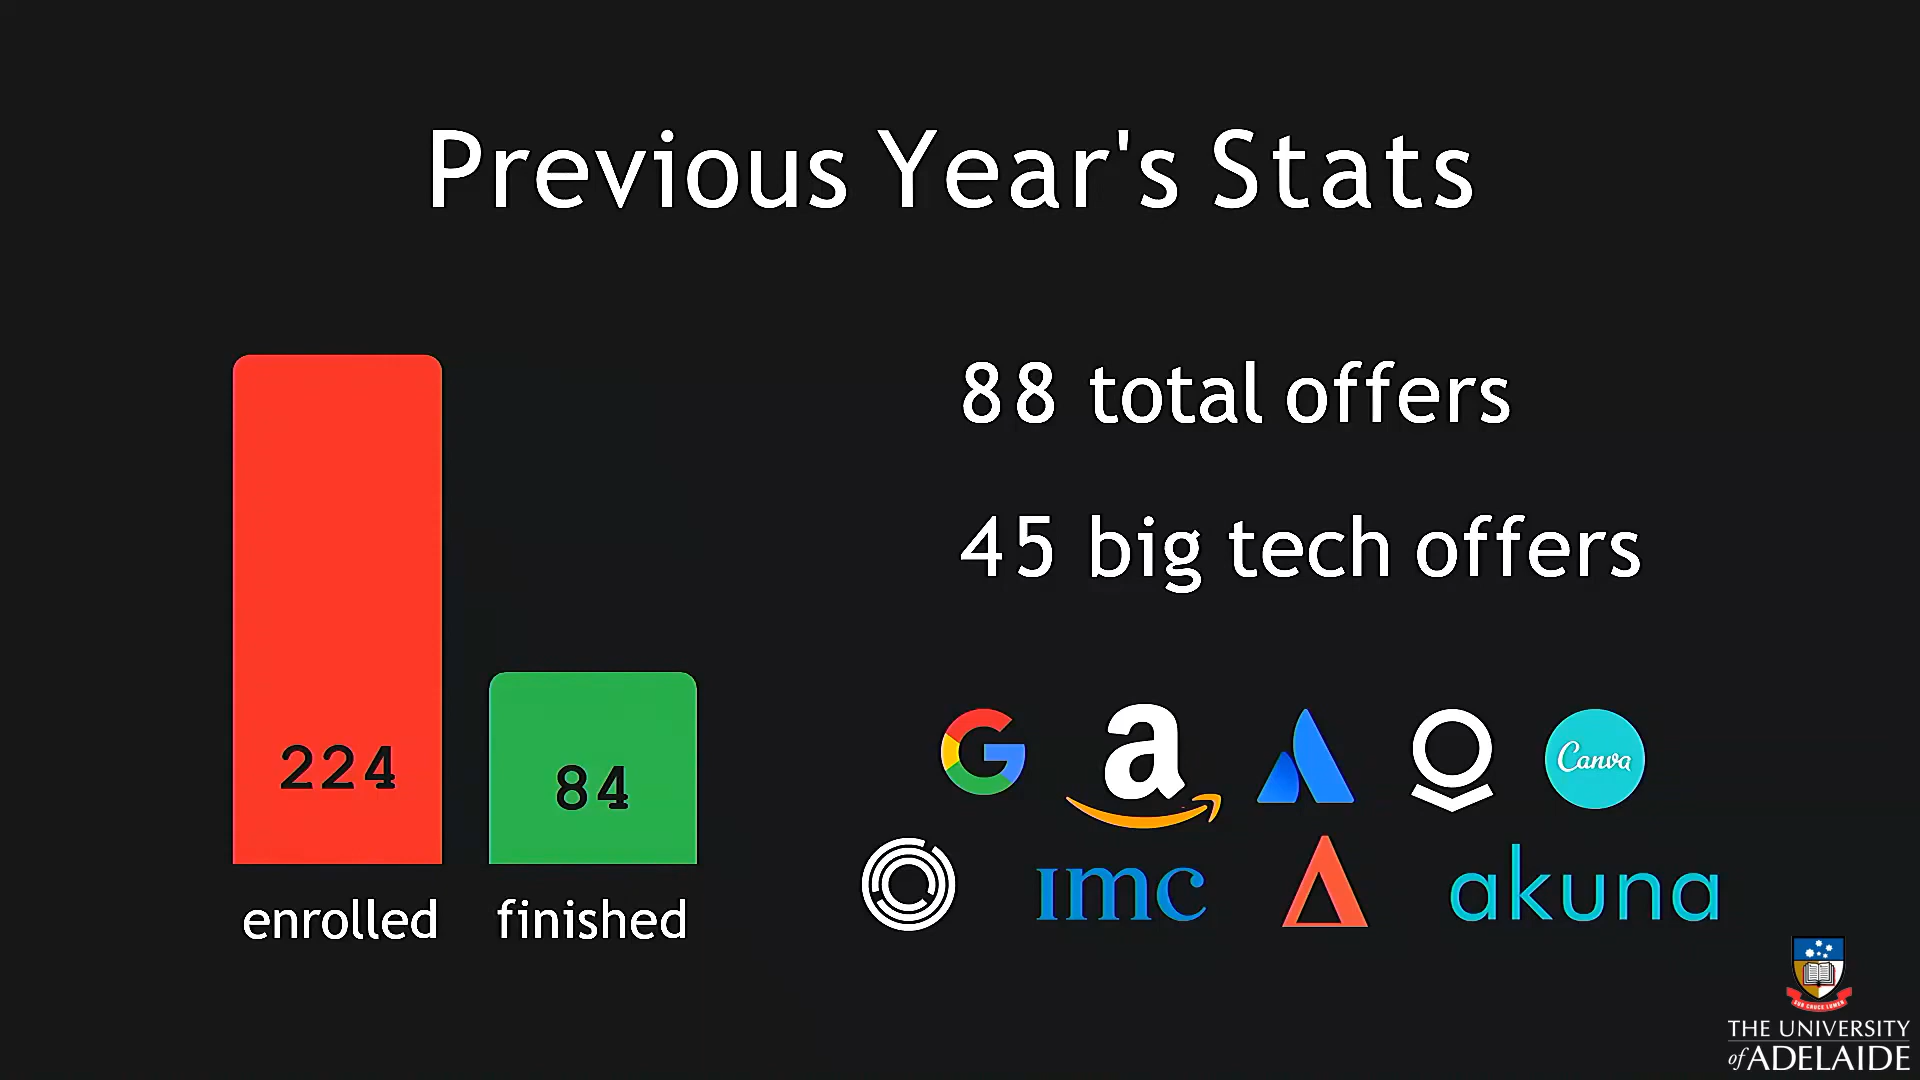 Previous Year's Stats
88 total offers
45 big tech offers
224
84
enrolled
finished
Canva
imc
akuna
THE UNIVERSITY
of ADELAIDE